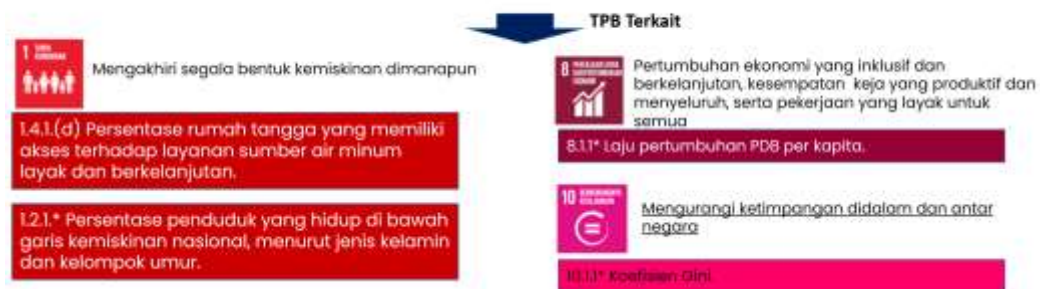 TPB Terkait
1
Mengakhiri segala bentuk kemiskinan dimanapun
1.4.1.(d) Persentase rumah tangga yang memiliki
akses terhadap layanan sumber air minum
layak dan berkelanjutan.
1.2.1.* Persentase penduduk yang hidup di bawah
garis kemiskinan nasional, menurut jenis kelamin
dan kelompok umur.
8
Pertumbuhan ekonomi yang inklusif dan
berkelanjutan, kesempatan keja yang produktif dan
menyeluruh, serta pekerjaan yang layak untuk
semua
8.1.1* Laju pertumbuhan PDB per kapita.
10
Mengurangi ketimpangan didalam dan antar
negara
10.1.1* Koefisien Gini.